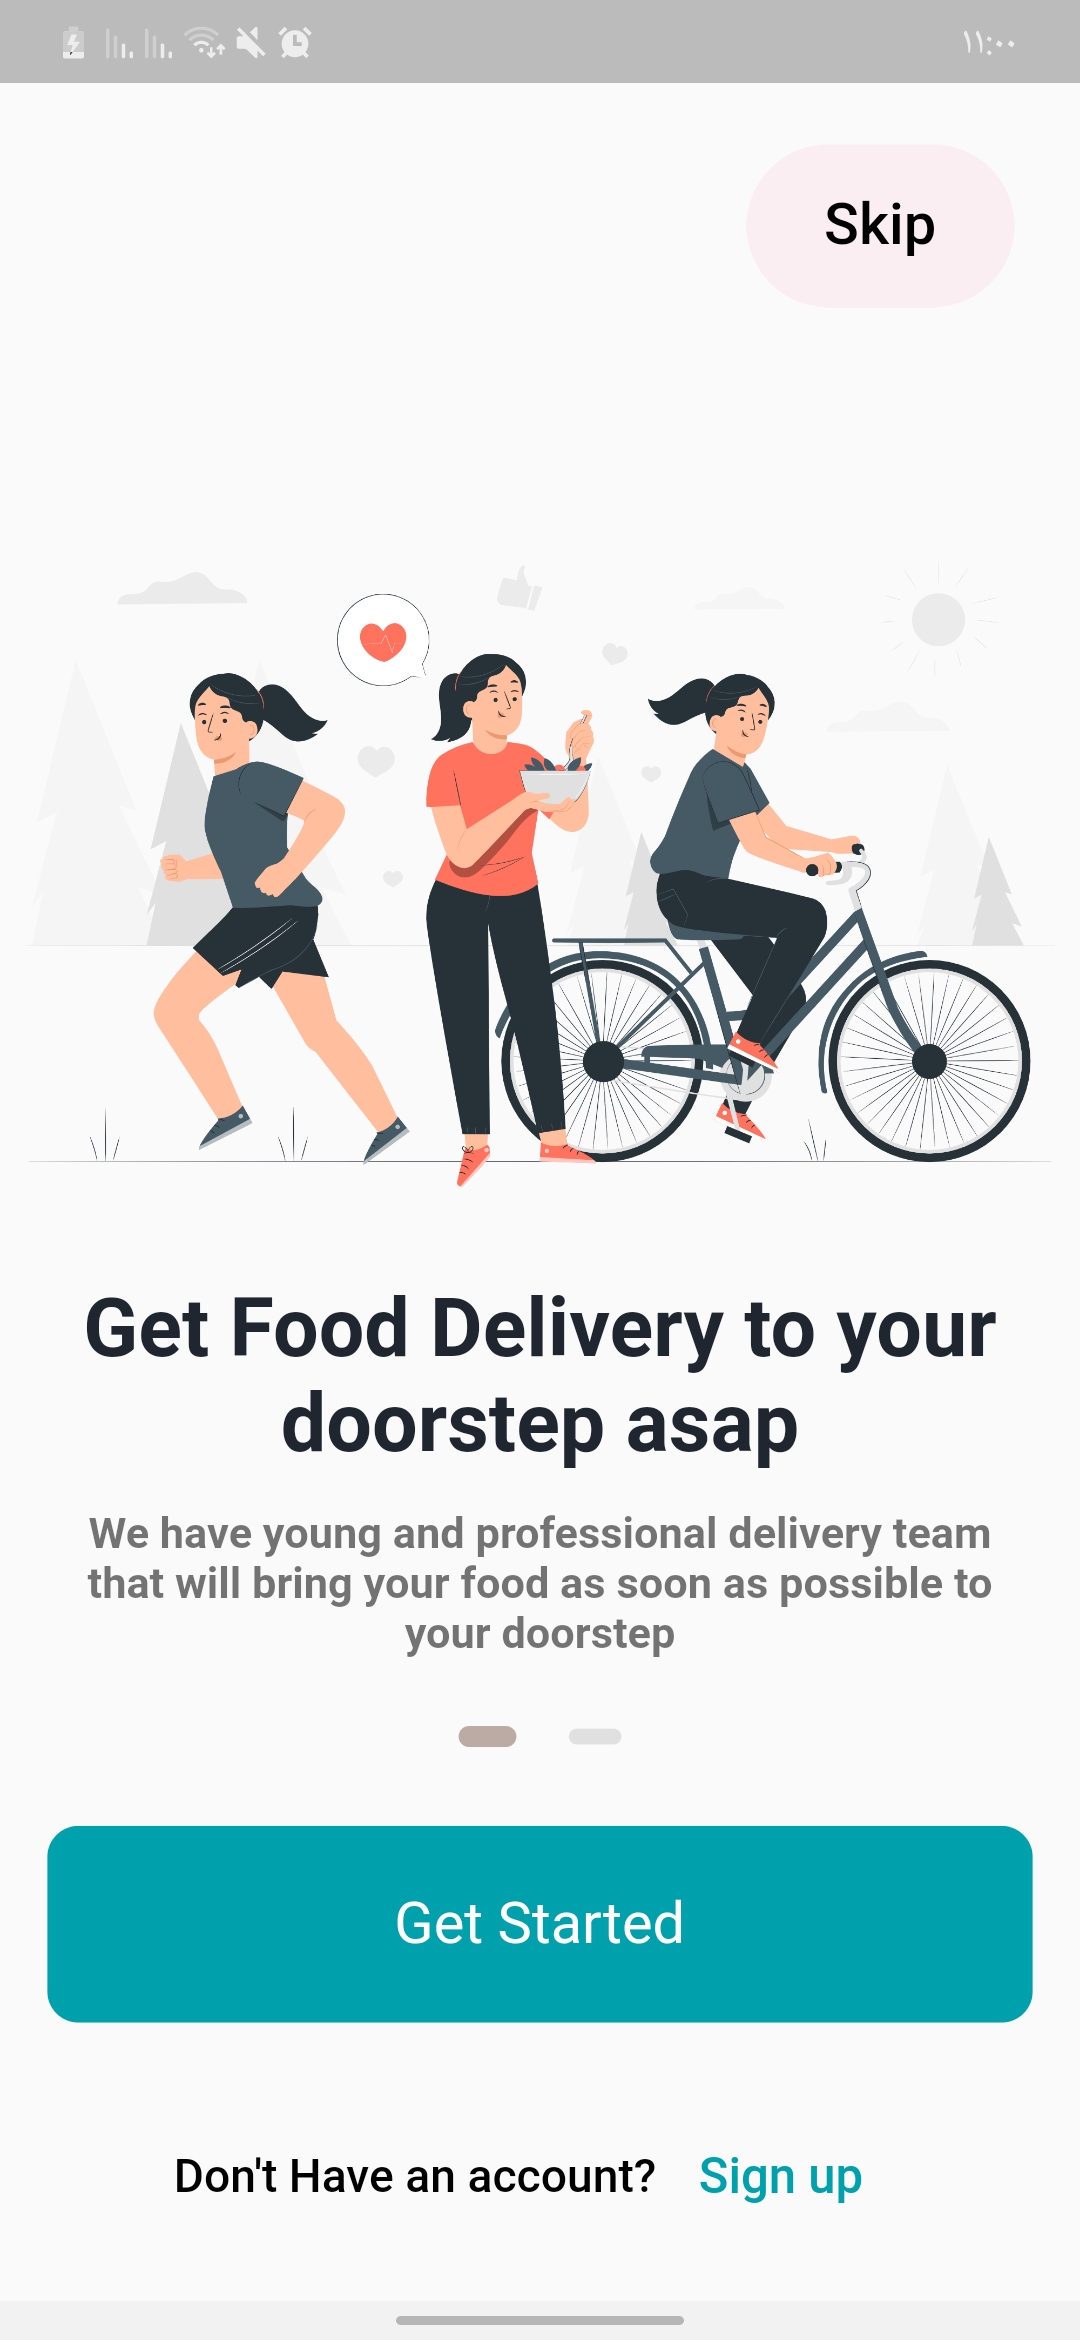 ١١:٠٠
Skip
Get Food Delivery to your
doorstep asap
We have young and professional delivery team
that will bring your food as soon as possible to
your doorstep
Get Started
Don't Have an account? Sign up